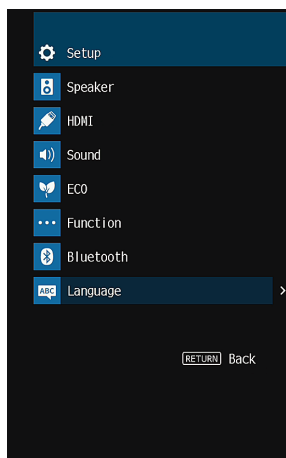 Setup
Speaker
HDMI
Sound
ECO
Function
Bluetooth
ABC Language
RETURN Back